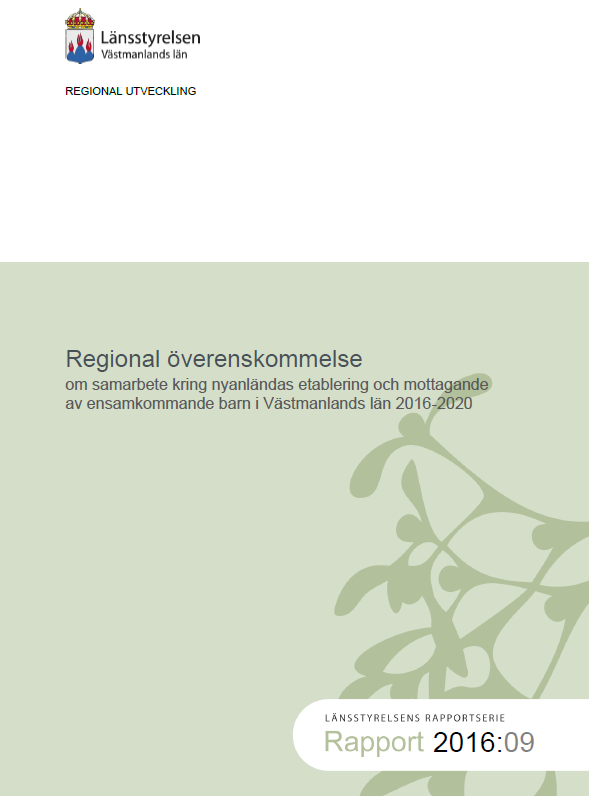 Länsstyrelsen
Västmanlands län
REGIONAL UTVECKLING
Regional överenskommelse
om samarbete kring nyanländas etablering och mottagande
av ensamkommande barn i Västmanlands län 2016-2020
LÄNSSTYRELSENS RAPPORTSERIE
Rapport 2016:09